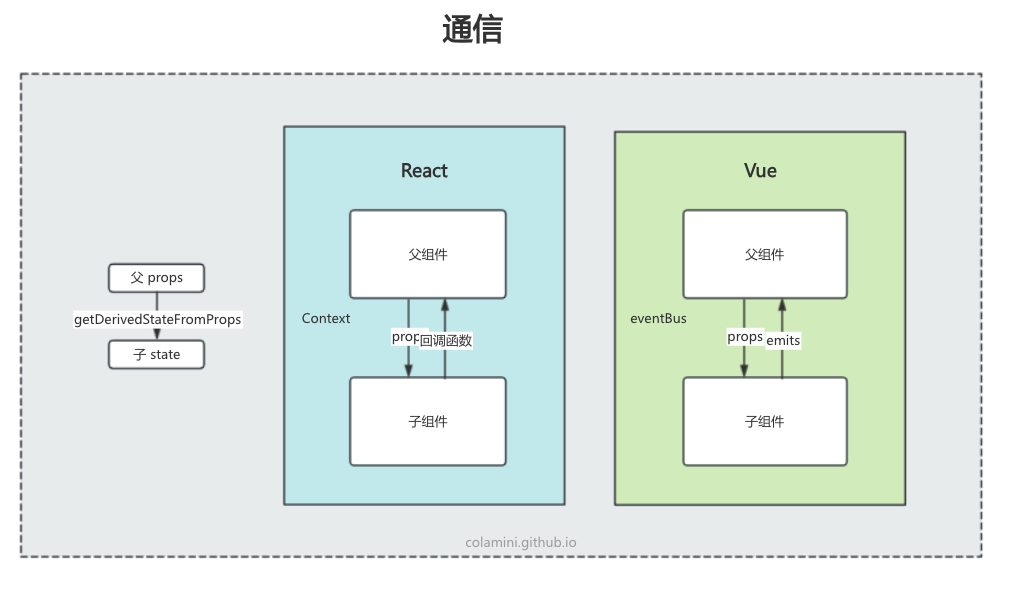 通信
父 props
getDerivedStateFromProps
子 state
React
父组件
Context
prop
回调函数
子组件
Vue
父组件
eventBus
props
emits
子组件
colamini.github.io